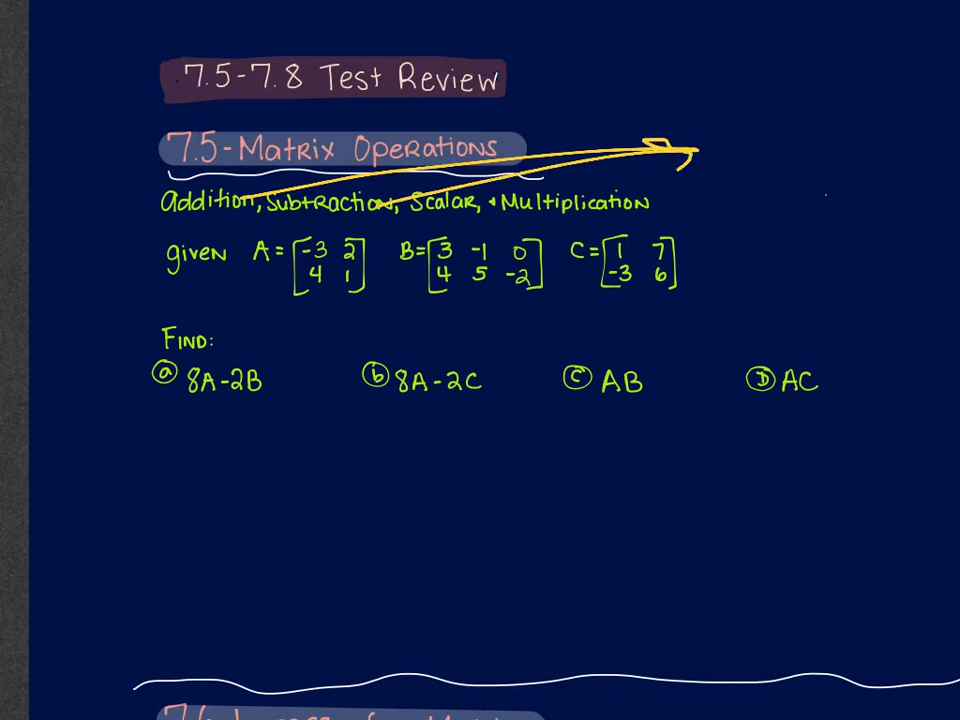 7.5-7.8 Test Review
7.5-Matrix Operations
Addition, Subtraction, Scalar, + Multiplication
given A = [-3 2 B= [3 -1 0 C = [1 7
4 1] 4 5 -2] -3 6]
FIND:
ⓐ 8A-2B ⓑ 8A-2C ⓒ AB Ⓓ AC